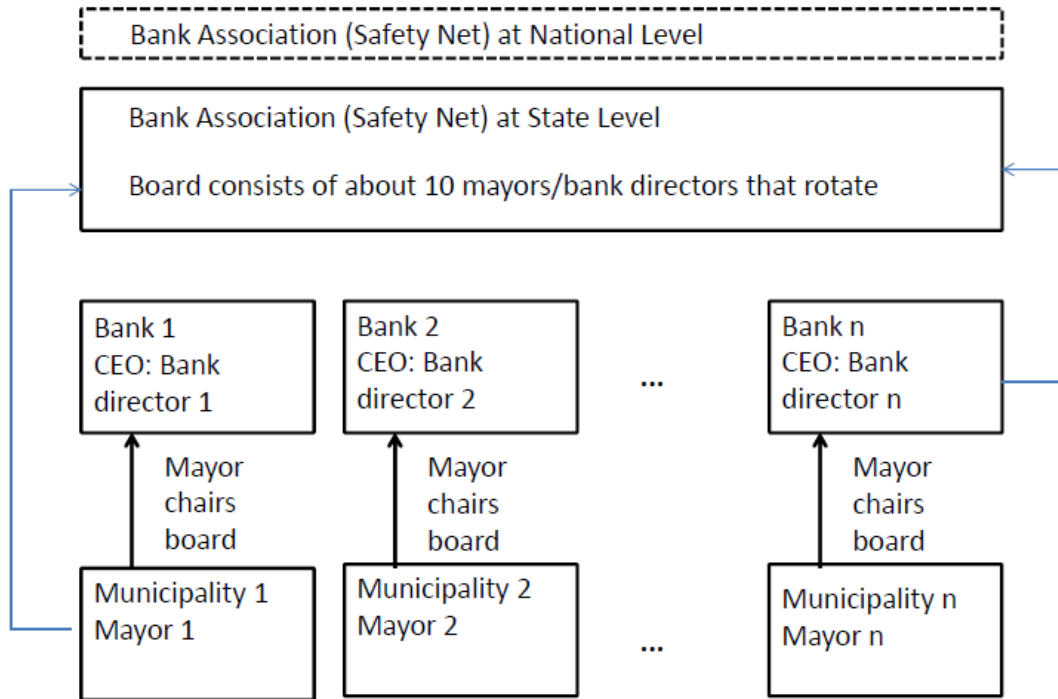 Bank Association (Safety Net) at National Level
Bank Association (Safety Net) at State Level
Board consists of about 10 mayors/bank directors that rotate
Bank 1
CEO: Bank
director 1
Bank 2
CEO: Bank
director 2
...
Bank n
CEO: Bank
director n
Mayor
chairs
board
Mayor
chairs
board
Mayor
chairs
board
Municipality 1
Mayor 1
Municipality 2
Mayor 2
...
Municipality n
Mayor n